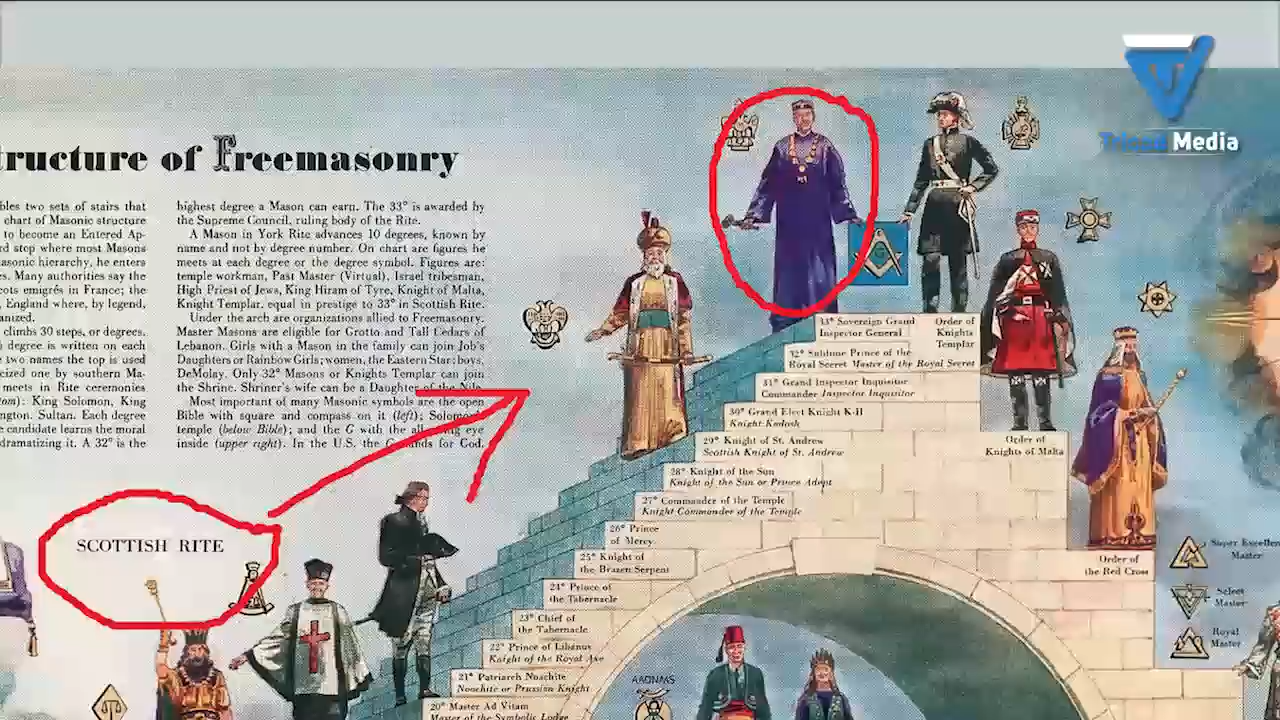 tructure of Freemasonry
bles two sets of stairs that
chart of Masonic structure
to become an Entered Ap-
rd stop where most Masons
asonic hierarchy, he enters
es. Many authorities say the
cots emigrés in France; the
, England where, by legend,
anized.
climbs 30 steps, or degrees.
degree is written on
e two names the top is used
cized one by southern Ma
meets in Rite ceremonies
tom): King Solomon, King
ngton. Sultan. Each degree
e candidate learns the moral
dramatizing it. A 32° is the
highest degree a Mason can earn. The 33° is awarded by
the Supreme Council, ruling body of the Rite.
A Mason in York Rite advances 10 degrees, known by
name and not by degree number. On chart are figures he
meets at each degree or the degree symbol. Figures are:
temple workman, Past Master (Virtual), Israel tribesman,
High Priest of Jews, King Hiram of Tyre, Knight of Malta,
Knight Templar, equal in prestige to 33° in Scottish Rite.
Under the arch are organizations allied to Freemasonry.
Master Masons are eligible for Grotto and Tall Cedars of
Lebanon. Girls with a Mason in the family can join Job's
Daughters or Rainbow Girls; women, the Eastern Star; boys,
DeMolay. Only 32° Masons or Knights Templar can join
the Shrine. Shriner's wife can be a Daughter of the Nile
Most important of many Masonic symbols are the open
Bible with square and compass on it (left); Solomon's
temple (below Bible); and the G with the all eye
inside (upper right). In the U.S. the G ands for God.
SCOTTISH RITE
Media
33° Sovereign Grand
Inspector General
Order of
Knights
Templar
32° Sublime Prince of the
Royal Secret Master of the Royal Secret
31° Grand Inspector Inquisitor
Commander Inspector Inquisitor
30° Grand Elect Knight K-H
Knight Kadosh
29° Knight of St. Andrew
Scottish Knight of St. Andrew
Order of
Knights of Malta
28° Knight of the Sun
Knight of the Sun or Prince Adept
27° Commander of the Temple
Knight Commander of the Temple
26° Prince
of Mercy
25° Knight of
the Brazen Serpent
Order of
the Red Cross
24° Prince of
the Tabernacle
23° Chief of
the Tabernacle
22° Prince of Libanus
Knight of the Royal Axe
21° Patriarch Noachite
Noachite or Prussian Knight
20° Master Ad Vitam
Master of the Symbolic Lodge
Super Excellen
Master
Select
Master
Royal
Master